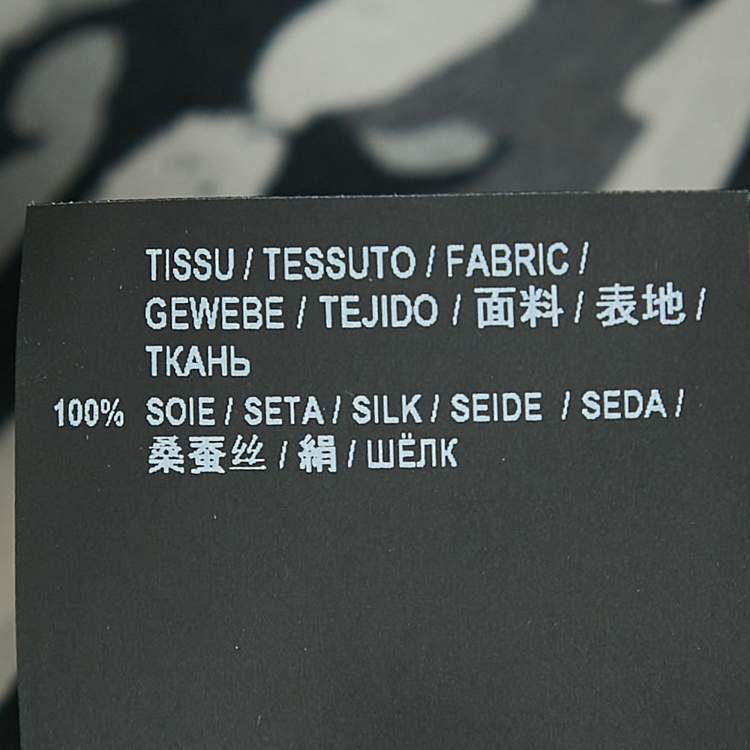 TISSU / TESSUTO / FABRIC /
GEWEBE / TEJIDO / 面料 / 表地 /
ТКАНЬ
100% SOIE / SETA / SILK / SEIDE / SEDA /
桑蚕丝 / 絹 / ШЁЛК